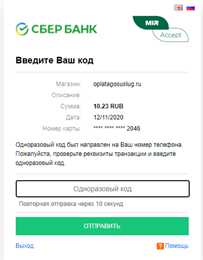 СБЕР БАНК
MIR
Accept
Введите Ваш код
Магазин: oplatagosuslug.ru
Описание:
Сумма: 10.23 RUB
Дата: 12/11/2020
Номер карты: **** **** **** 2046
Одноразовый код был направлен на Ваш номер телефона.
Пожалуйста, проверьте реквизиты транзакции и введите
одноразовый код.
Одноразовый код
Повторная отправка через 10 секунд
ОТПРАВИТЬ
Выход
? Помощь